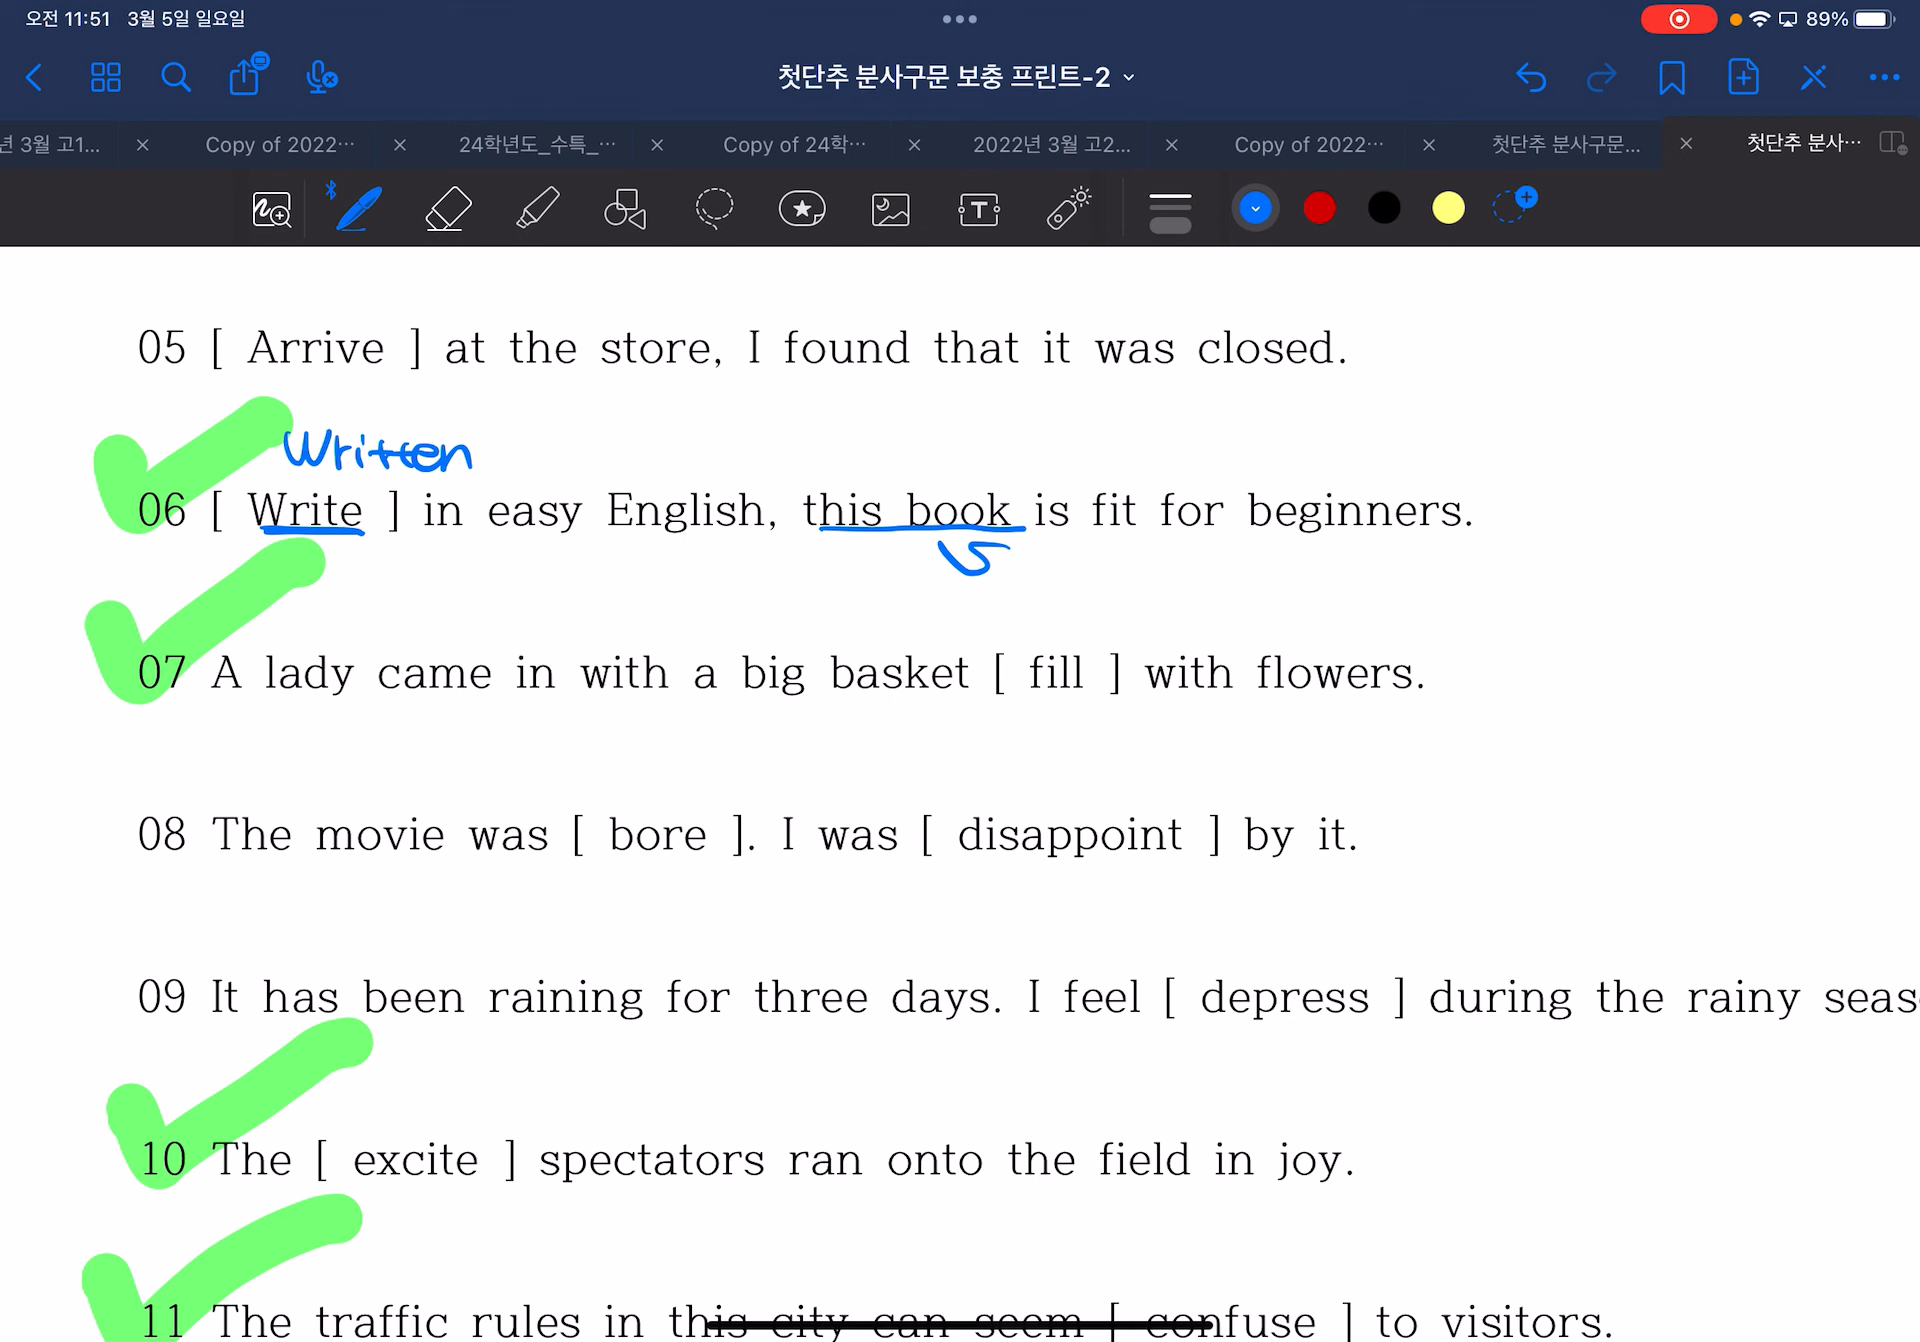 오전 11:51 3월 5일 일요일 89%
첫단추 분사구문 보충 프린트-2
년 3월 고1... Copy of 2022... 24학년도_수특_... Copy of 24학... 2022년 3월 고2... Copy of 2022... 첫단추 분사구문... 첫단추 분사...
05 [ Arrive ] at the store, I found that it was closed.
Written
06 [ Write ] in easy English, this book is fit for beginners.
07 A lady came in with a big basket [ fill ] with flowers.
08 The movie was [ bore ]. I was [ disappoint ] by it.
09 It has been raining for three days. I feel [ depress ] during the rainy seas
10 The [ excite ] spectators ran onto the field in joy.
11 The traffic rules in this city can seem [ confuse ] to visitors.